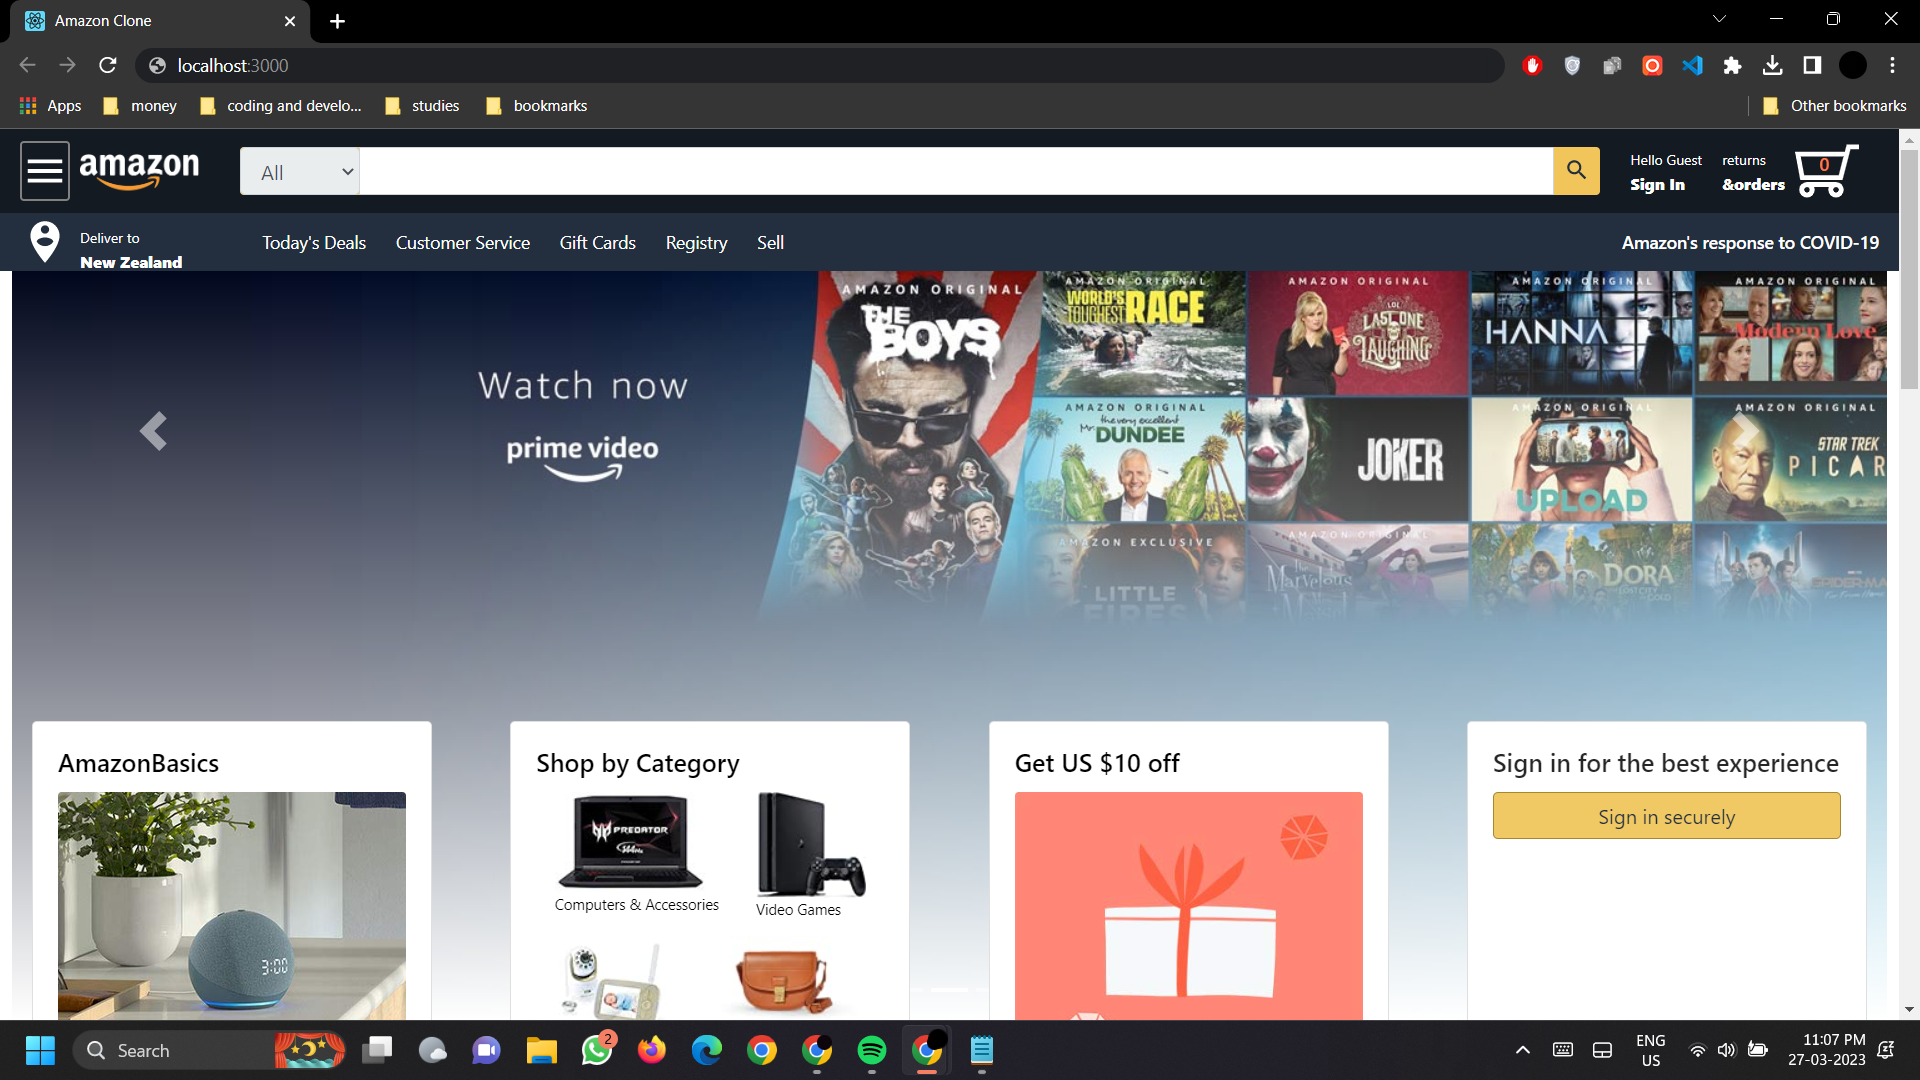 Amazon Clone
localhost:3000
Apps
money
coding and develo...
studies
bookmarks
Other bookmarks
amazon
All
Hello Guest
Sign In
returns
&orders
0
Deliver to
New Zealand
Today's Deals
Customer Service
Gift Cards
Registry
Sell
Amazon's response to COVID-19
Watch now
prime video
AMAZON ORIGINAL
THE BOYS
AMAZON ORIGINAL
WORLD'S TOUGHEST RACE
AMAZON ORIGINAL
LOL
LAST ONE LAUGHING
AMAZON ORIGINAL
HANNA
AMAZON ORIGINAL
Modern Love
AMAZON ORIGINAL
the very excellent
Mr. DUNDEE
JOKER
AMAZON ORIGINAL
UPLOAD
AMAZON ORIGINAL
STAR TREK
PICAR
AMAZON EXCLUSIVE
LITTLE
FIRES
AMAZON ORIGINAL
The Marvelous
DORA
SPIDER-MA
AmazonBasics
3:00
Shop by Category
PREDATOR
144Hz
Computers & Accessories
Video Games
Get US $10 off
Sign in for the best experience
Sign in securely
Search
2
ENG
US
11:07 PM
27-03-2023